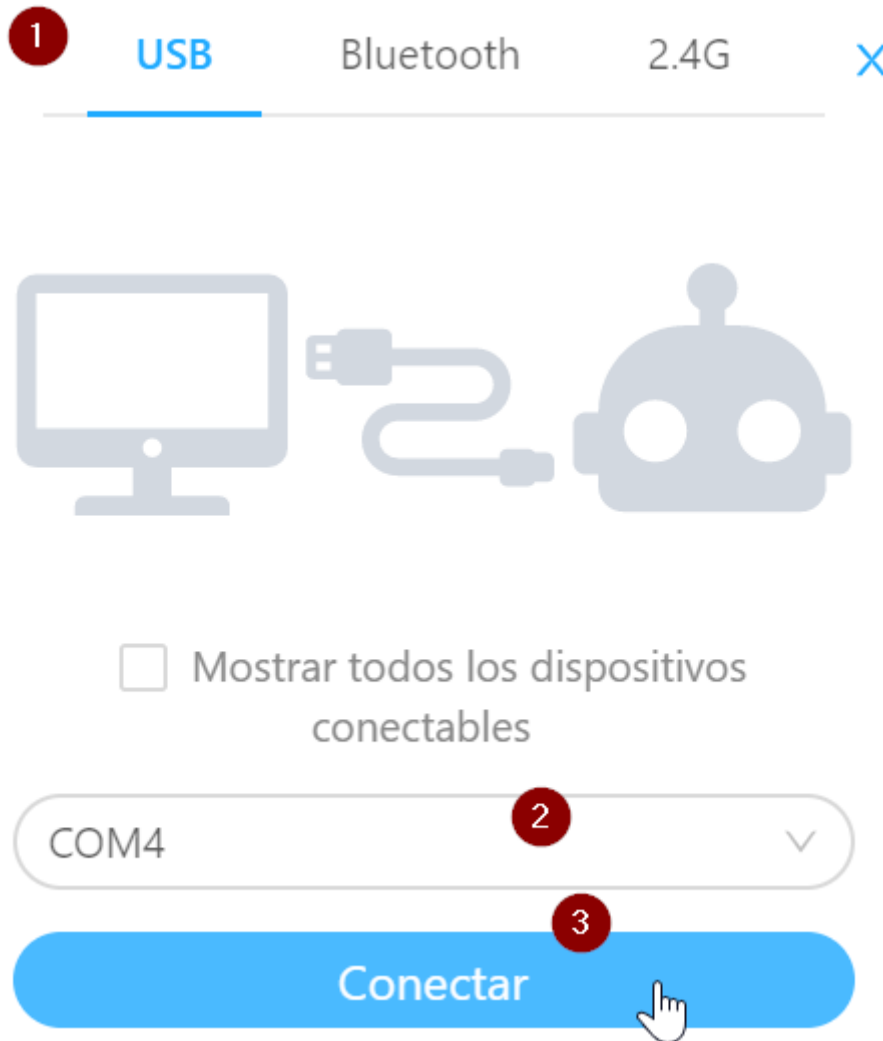 1
USB Bluetooth 2.4G X
Mostrar todos los dispositivos
conectables
2
COM4
3
Conectar